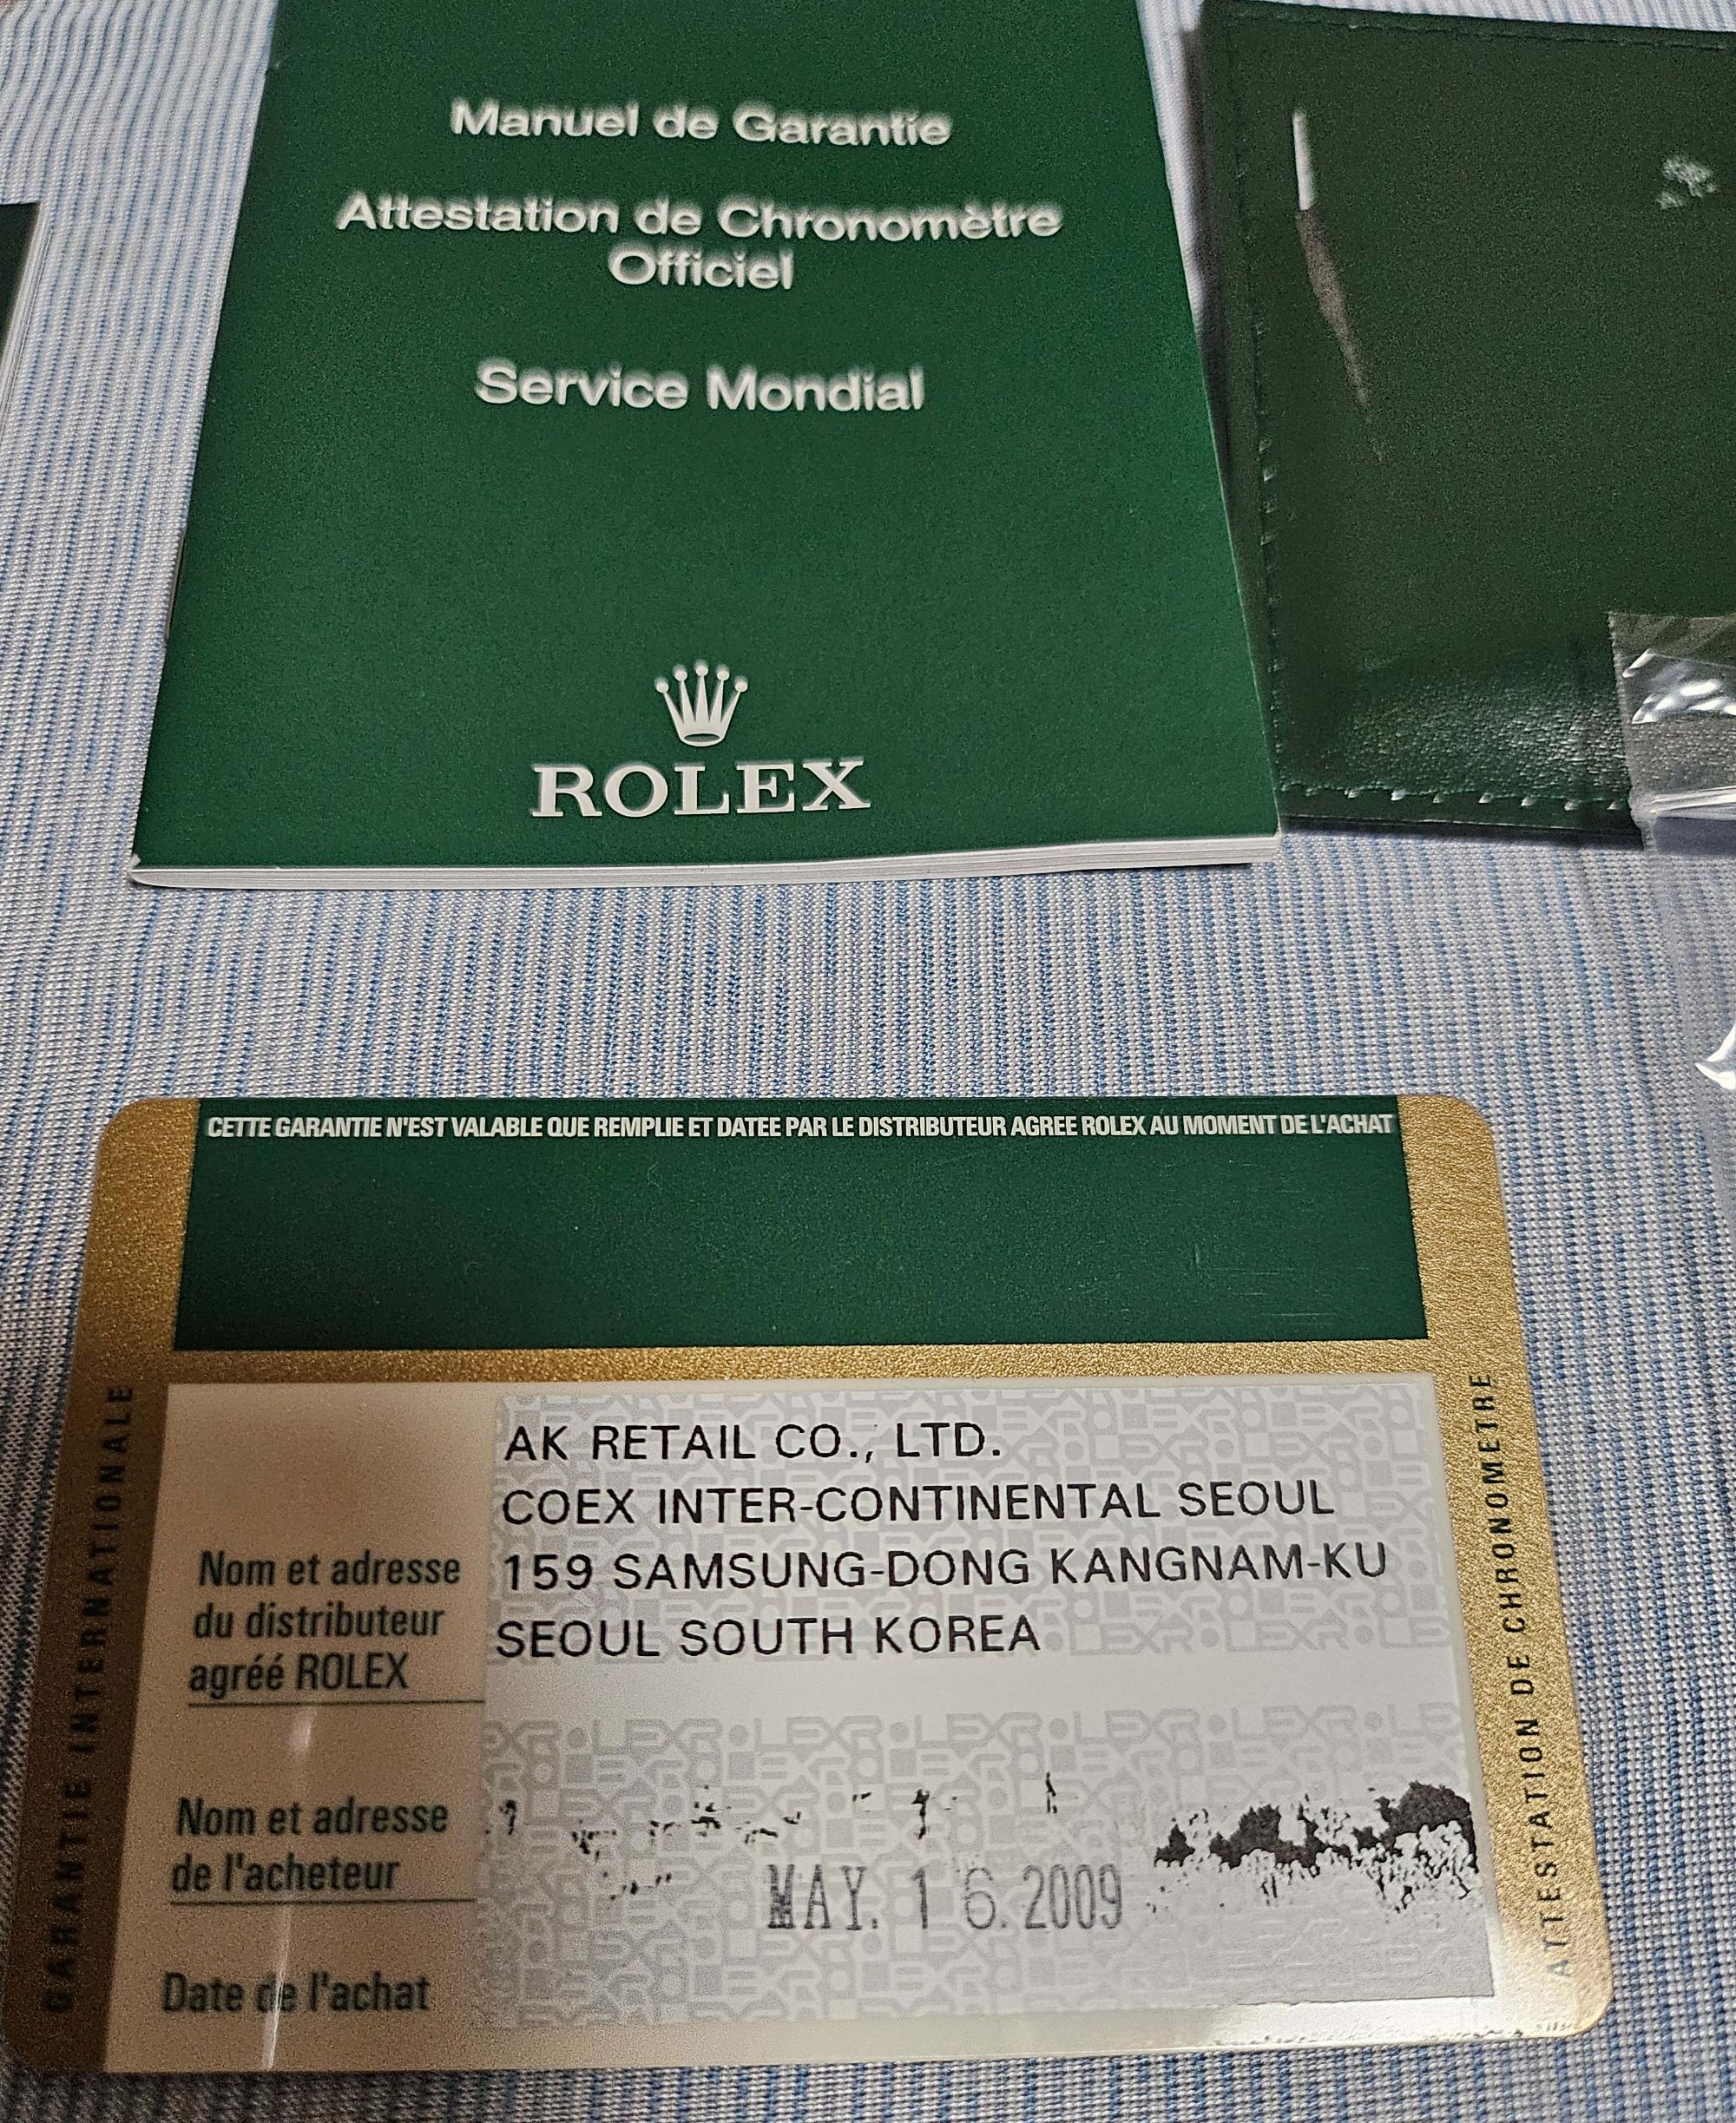 Manuel de Garantie
Attestation de Chronomètre
Officiel
Service Mondial
ROLEX
CETTE GARANTIE N'EST VALABLE QUE REMPLIE ET DATEE PAR LE DISTRIBUTEUR AGREE ROLEX AU MOMENT DE L'ACHAT
GARANTIE INTERNATIONALE
ATTESTATION DE CHRONOMETRE
AK RETAIL CO., LTD.
COEX INTER-CONTINENTAL SEOUL
Nom et adresse
159 SAMSUNG-DONG KANGNAM-KU
du distributeur
SEOUL SOUTH KOREA
agréé ROLEX
Nom et adresse
de l'acheteur
MAY. 16.2009
Date de l'achat